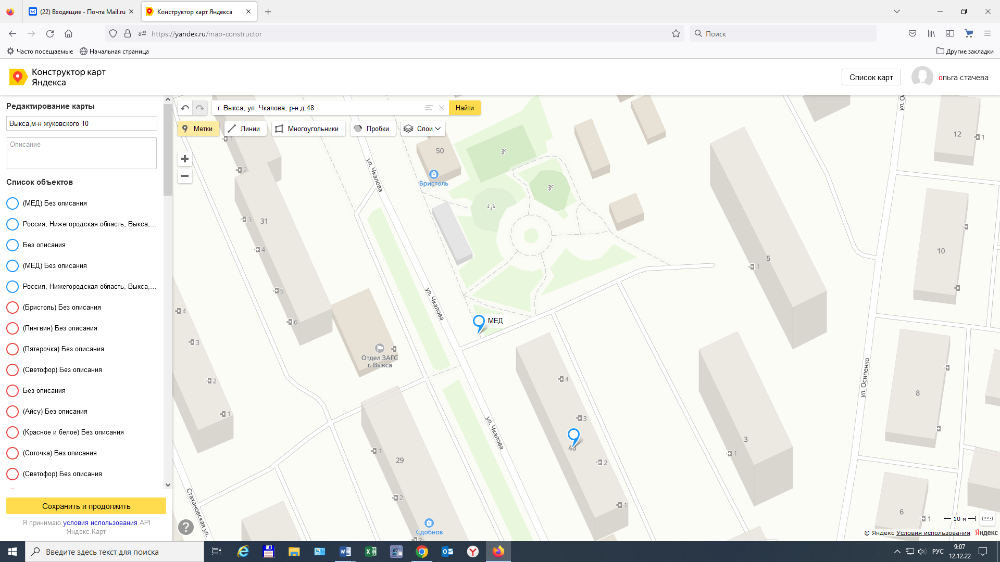 (22) Входящие - Почта Mail.ru
Конструктор карт Яндекса
https://yandex.ru/map-constructor
Поиск
Часто посещаемые
Начальная страница
Другие закладки
Конструктор карт
Яндекса
Список карт
ольга стачева
Редактирование карты
Выкса,м-н жуковского 10
Описание
Список объектов
(МЕД) Без описания
Россия, Нижегородская область, Выкса,...
Без описания
(МЕД) Без описания
Россия, Нижегородская область, Выкса,...
(Бристоль) Без описания
(Пингвин) Без описания
(Пятерочка) Без описания
(Светофор) Без описания
Без описания
(Айсу) Без описания
(Красное и белое) Без описания
(Соточка) Без описания
(Светофор) Без описания
Сохранить и продолжить
Я принимаю условия использования API
Яндекс.Карт
г. Выкса, ул. Чкалова, р-н д.48
Найти
Метки
Линии
Многоугольники
Пробки
Слои
1
2
31
3
4
5
6
4
3
2
1
50
Бристоль
ул. Чкалова
ул. Чкалова
ул. Чкалова
МЕД
Отдел ЗАГС
г. Выкса
29
1
2
3
Сдобнов
Стахановская ул.
4
3
48
2
1
5
1
3
1
ул. О
12
1
10
8
ул. Осипенко
6
1
10 м
© Яндекс Условия использования
Яндекс
?
Введите здесь текст для поиска
РУС
9:07
12.12.22